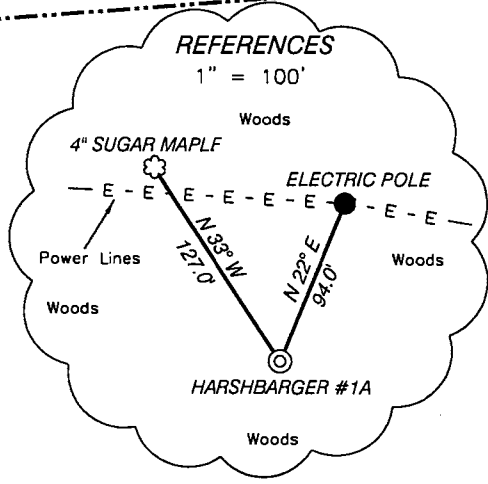 REFERENCES
1" = 100'
Woods
4" SUGAR MAPLF
ELECTRIC POLE
E E E E E E E E E
Power Lines
N 33° W
127.0'
N 22° E
94.0'
Woods
Woods
HARSHBARGER #1A
Woods